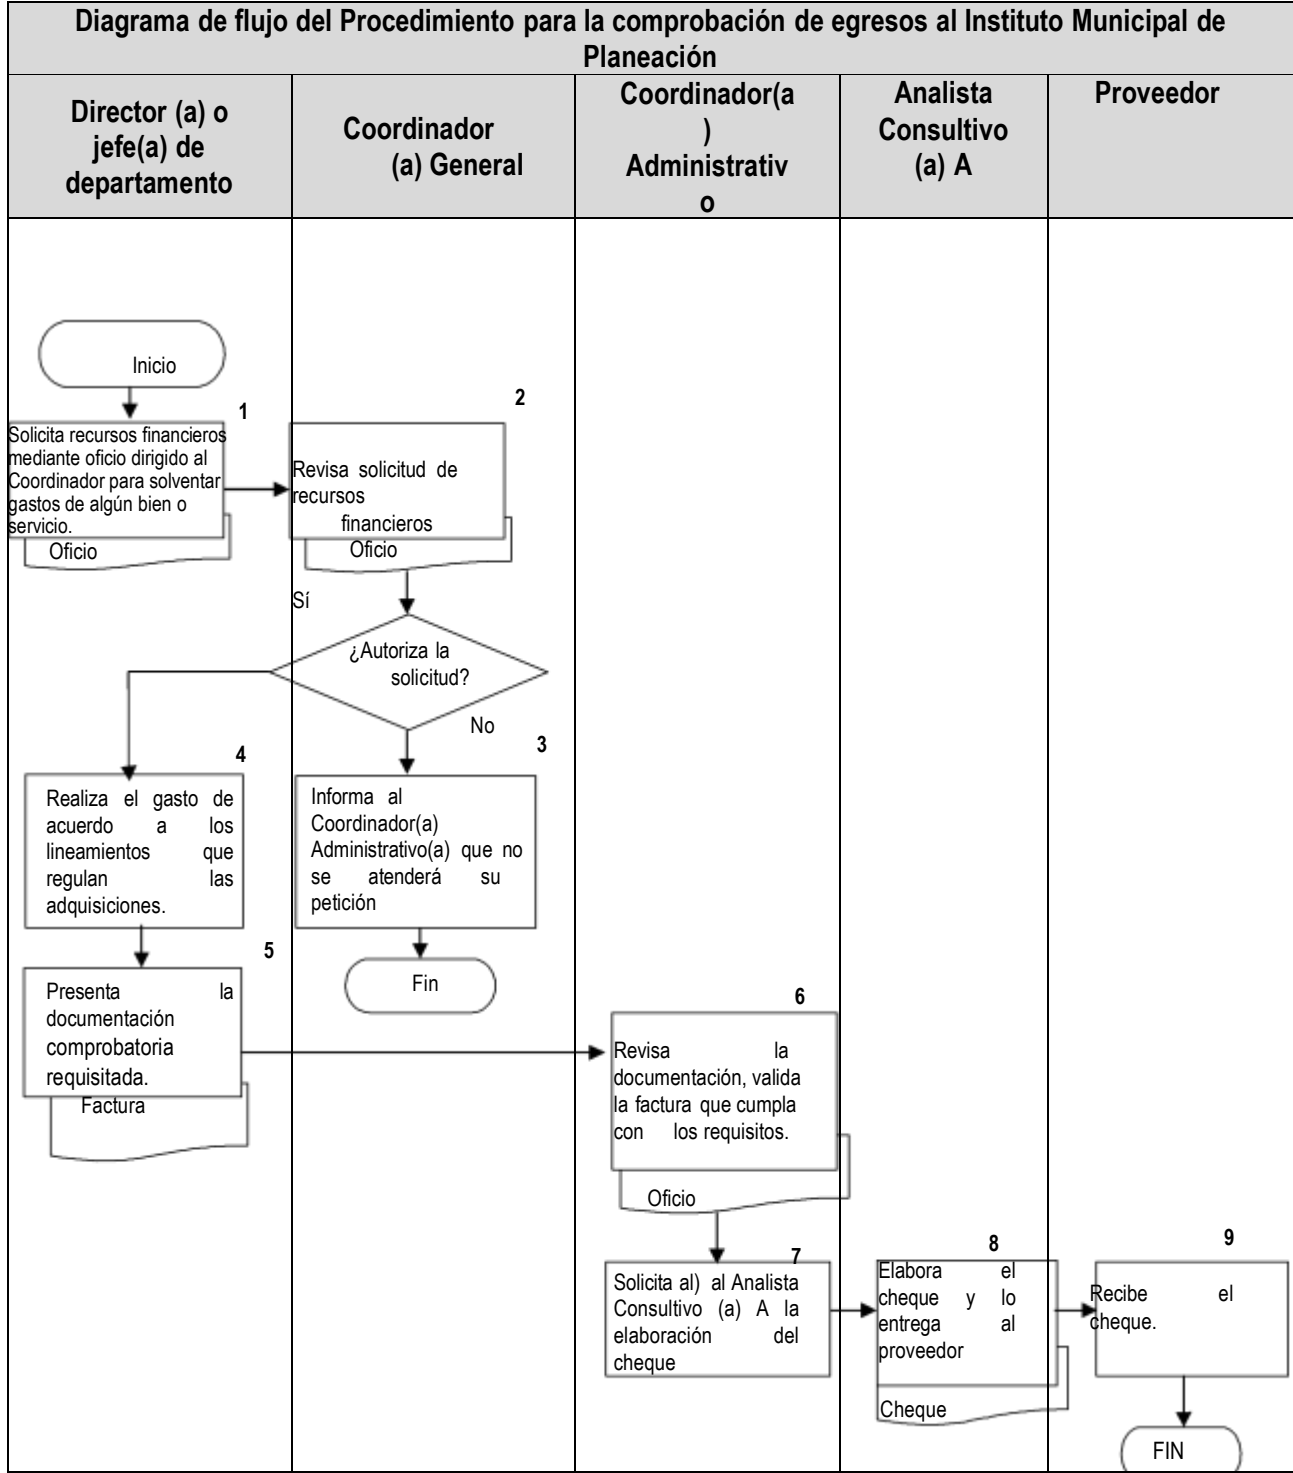 Diagrama de flujo del Procedimiento para la comprobación de egresos al Instituto Municipal de
Planeación
Director (a) o
jefe(a) de
departamento
Coordinador
(a) General
Coordinador(a
)
Administrativ
o
Analista
Consultivo
(a) A
Proveedor
Inicio
1
Solicita recursos financieros
mediante oficio dirigido al
Coordinador para solventar
gastos de algún bien o
servicio.
Oficio
2
Revisa solicitud de
recursos
financieros
Oficio
Sí
¿Autoriza la
solicitud?
No
3
Informa al
Coordinador(a)
Administrativo(a) que no
se atenderá su
petición
Fin
4
Realiza el gasto de
acuerdo a los
lineamientos que
regulan las
adquisiciones.
5
Presenta la
documentación
comprobatoria
requisitada.
Factura
6
Revisa la
documentación, valida
la factura que cumpla
con los requisitos.
Oficio
7
Solicita al) al Analista
Consultivo (a) A la
elaboración del
cheque
8
Elabora el
cheque y lo
entrega al
proveedor
Cheque
9
Recibe el
cheque.
FIN